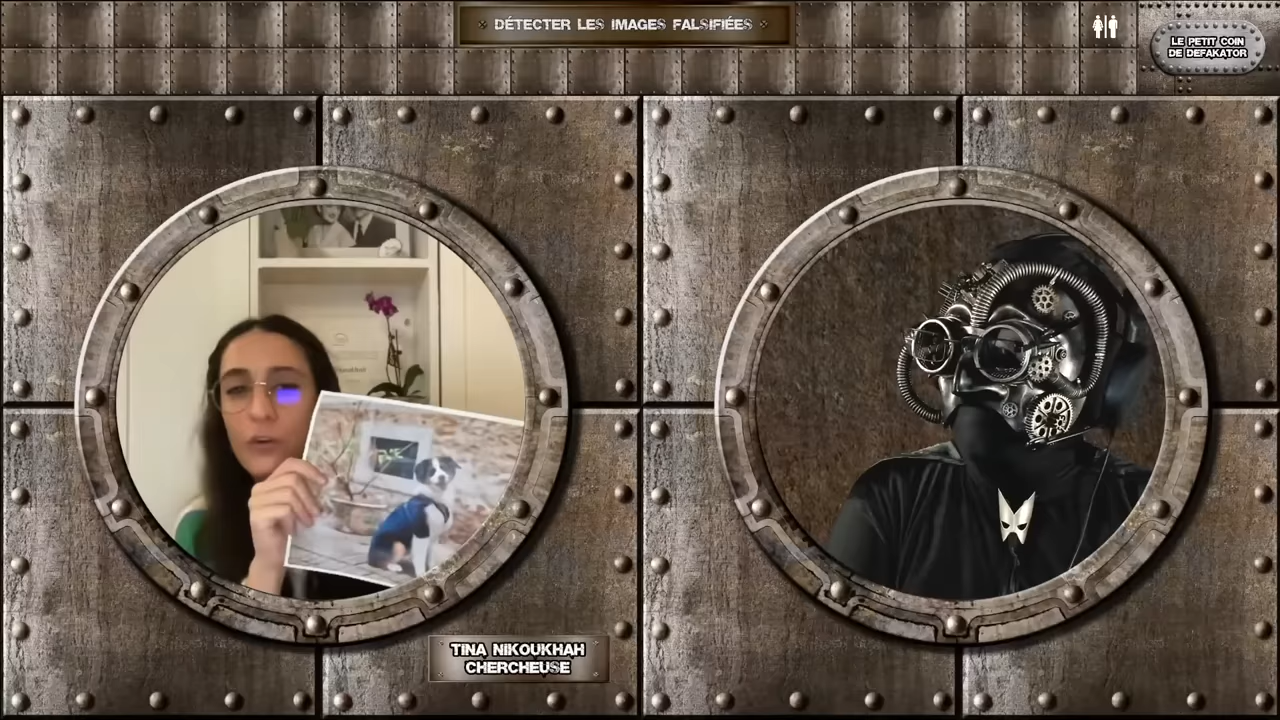 DÉTECTER LES IMAGES FALSIFIÉES
LE PETIT COIN
DE DEFAKATOR
TINA NIKOUKHAH
CHERCHEUSE